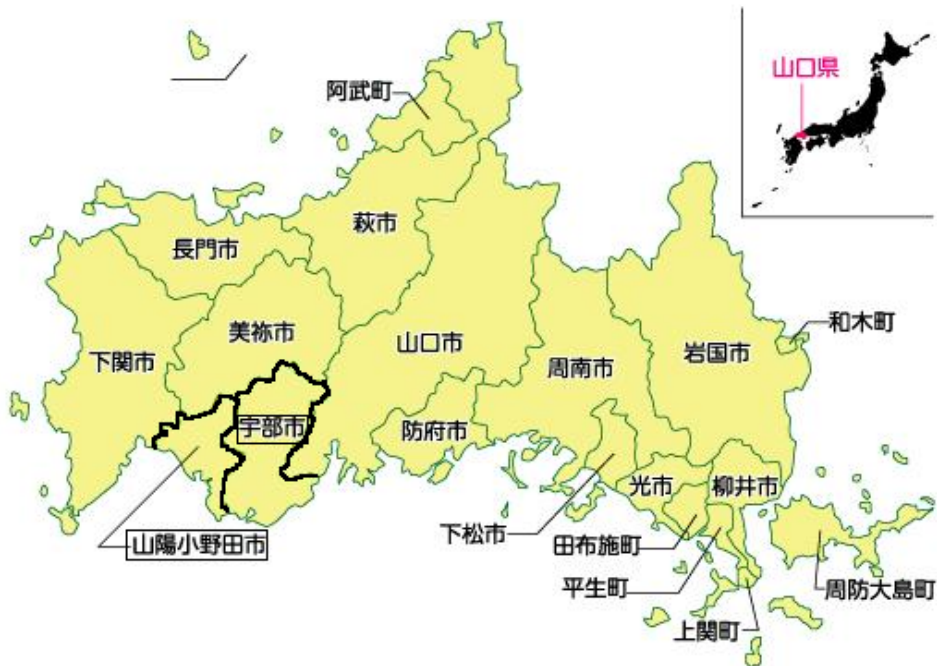 山口県
阿武町
萩市
長門市
美祢市
和木町
山口市
岩国市
下関市
周南市
宇部市
防府市
光市
柳井市
下松市
山陽小野田市
田布施町
平生町
周防大島町
上関町